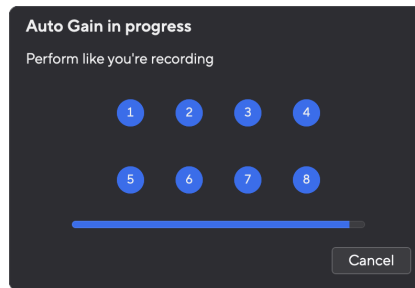 Auto Gain in progress
Perform like you're recording
1 2 3 4
5 6 7 8
Cancel